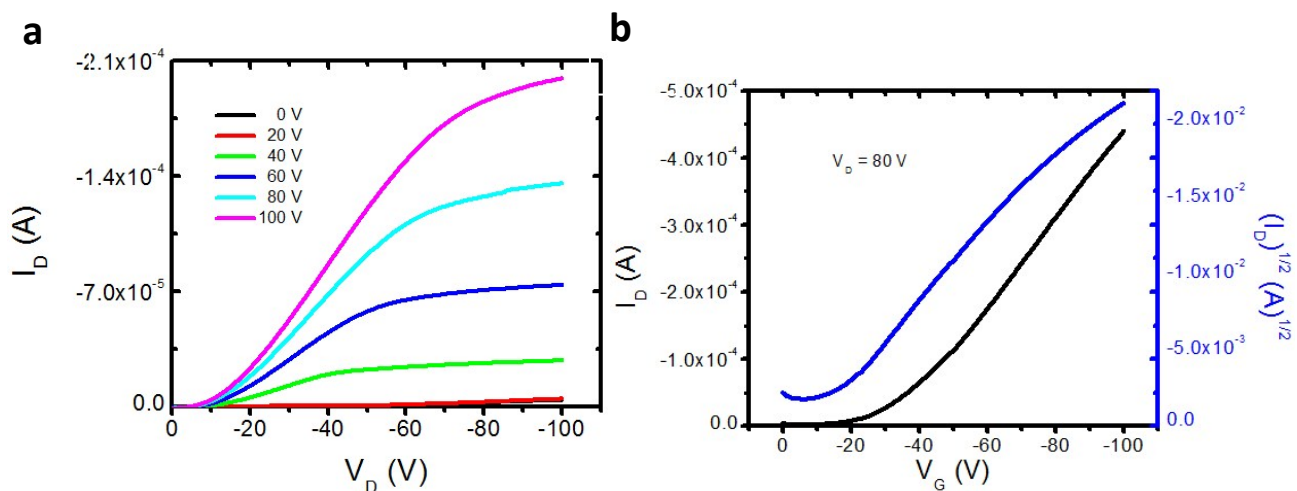 a
-2.1x10⁻⁴
-1.4x10⁻⁴
-7.0x10⁻⁵
0.0
I_D (A)
0 V
20 V
40 V
60 V
80 V
100 V
0 -20 -40 -60 -80 -100
V_D (V)
b
-5.0x10⁻⁴
-4.0x10⁻⁴
-3.0x10⁻⁴
-2.0x10⁻⁴
-1.0x10⁻⁴
0.0
I_D (A)
V_D = 80 V
-2.0x10⁻²
-1.5x10⁻²
-1.0x10⁻²
-5.0x10⁻³
0.0
(I_D)^1/2 (A)^1/2
0 -20 -40 -60 -80 -100
V_G (V)